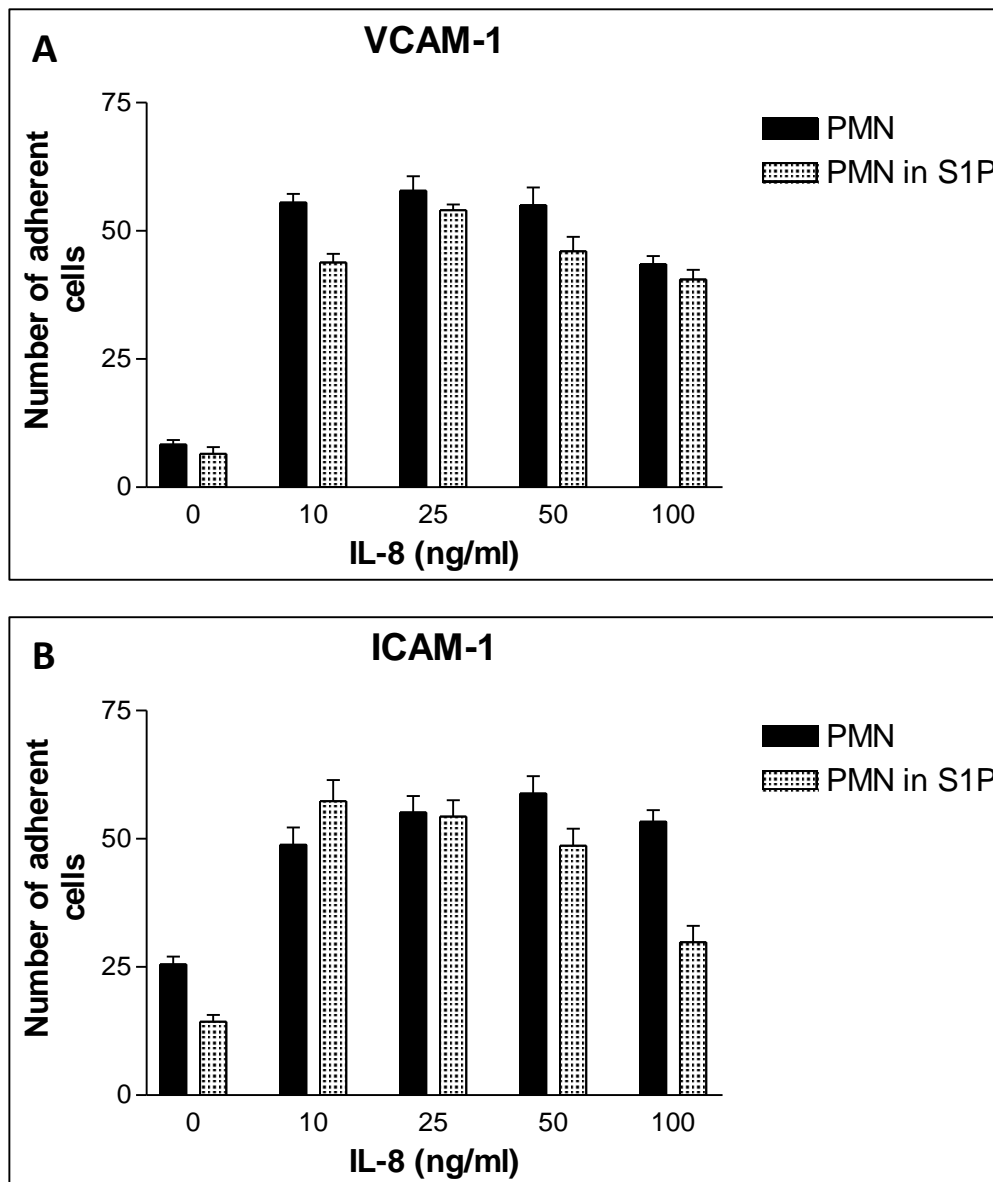 A
VCAM-1
75
50
25
0
Number of adherent
cells
0 10 25 50 100
IL-8 (ng/ml)
PMN
PMN in S1P
B
ICAM-1
75
50
25
0
Number of adherent
cells
0 10 25 50 100
IL-8 (ng/ml)
PMN
PMN in S1P